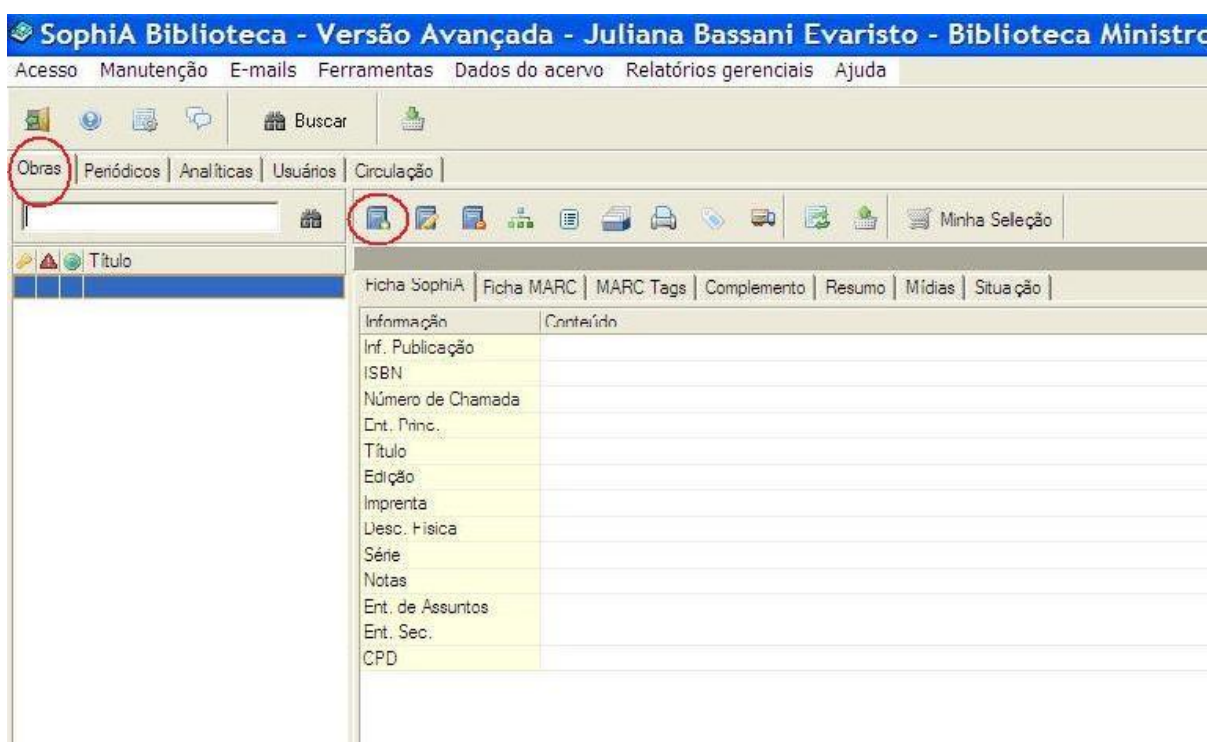 SophiA Biblioteca - Versão Avançada - Juliana Bassani Evaristo - Biblioteca Ministro
Acesso Manutenção E-mails Ferramentas Dados do acervo Relatórios gerenciais Ajuda
Buscar
Obras Periódicos Analíticas Usuários Circulação
Minha Seleção
Título
Ficha SophiA Ficha MARC MARC Tags Complemento Resumo Mídias Situação
Informação Conteúdo
Inf. Publicação
ISBN
Número de Chamada
Ent. Princ.
Título
Edição
Imprenta
Desc. Física
Série
Notas
Ent. de Assuntos
Ent. Sec.
CPD